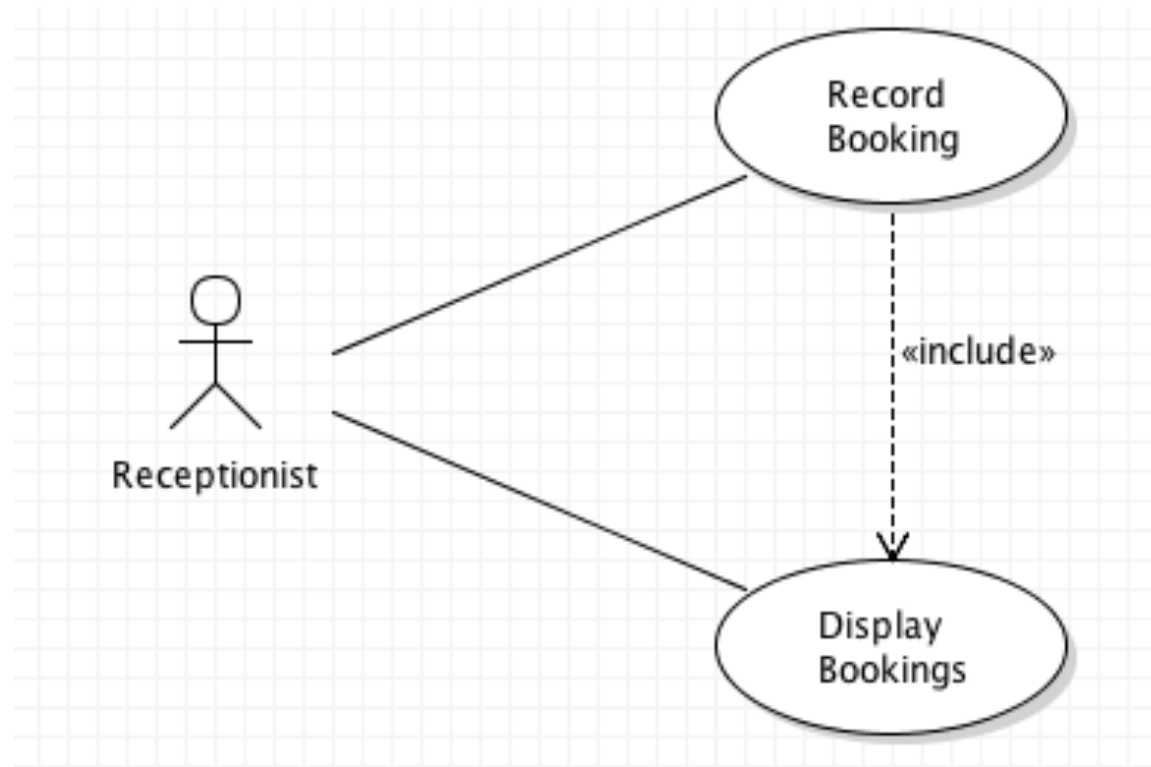 Record
Booking
«include»
Receptionist
Display
Bookings